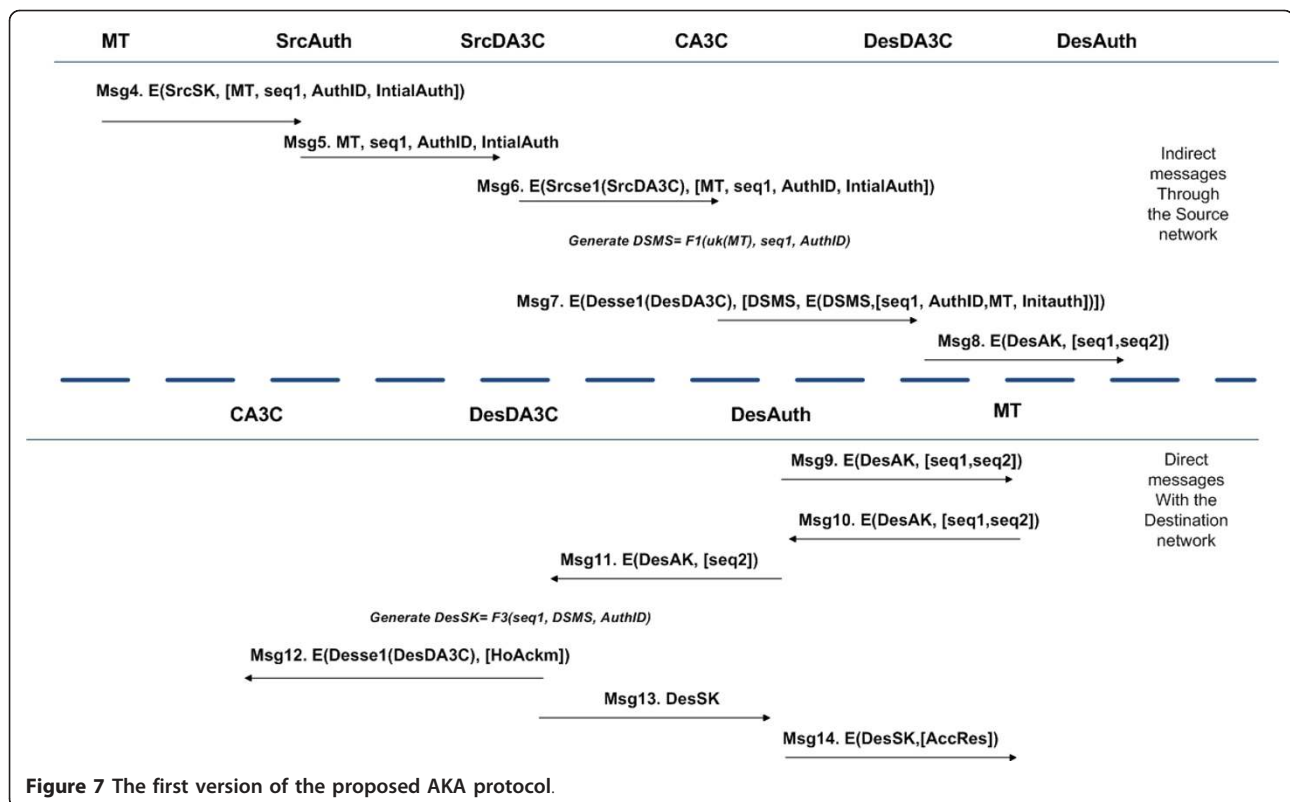 MT SrcAuth SrcDA3C CA3C DesDA3C DesAuth
Msg4. E(SrcSK, [MT, seq1, AuthID, IntialAuth])
Msg5. MT, seq1, AuthID, IntialAuth
Msg6. E(Srcse1(SrcDA3C), [MT, seq1, AuthID, IntialAuth])
Indirect
messages
Through
the Source
network
Generate DSMS= F1(uk(MT), seq1, AuthID)
Msg7. E(Desse1(DesDA3C), [DSMS, E(DSMS,[seq1, AuthID,MT, Initauth])])
Msg8. E(DesAK, [seq1,seq2])
CA3C DesDA3C DesAuth MT
Msg9. E(DesAK, [seq1,seq2])
Direct
messages
With the
Destination
network
Msg10. E(DesAK, [seq1,seq2])
Msg11. E(DesAK, [seq2])
Generate DesSK= F3(seq1, DSMS, AuthID)
Msg12. E(Desse1(DesDA3C), [HoAckm])
Msg13. DesSK
Msg14. E(DesSK,[AccRes])
Figure 7 The first version of the proposed AKA protocol.